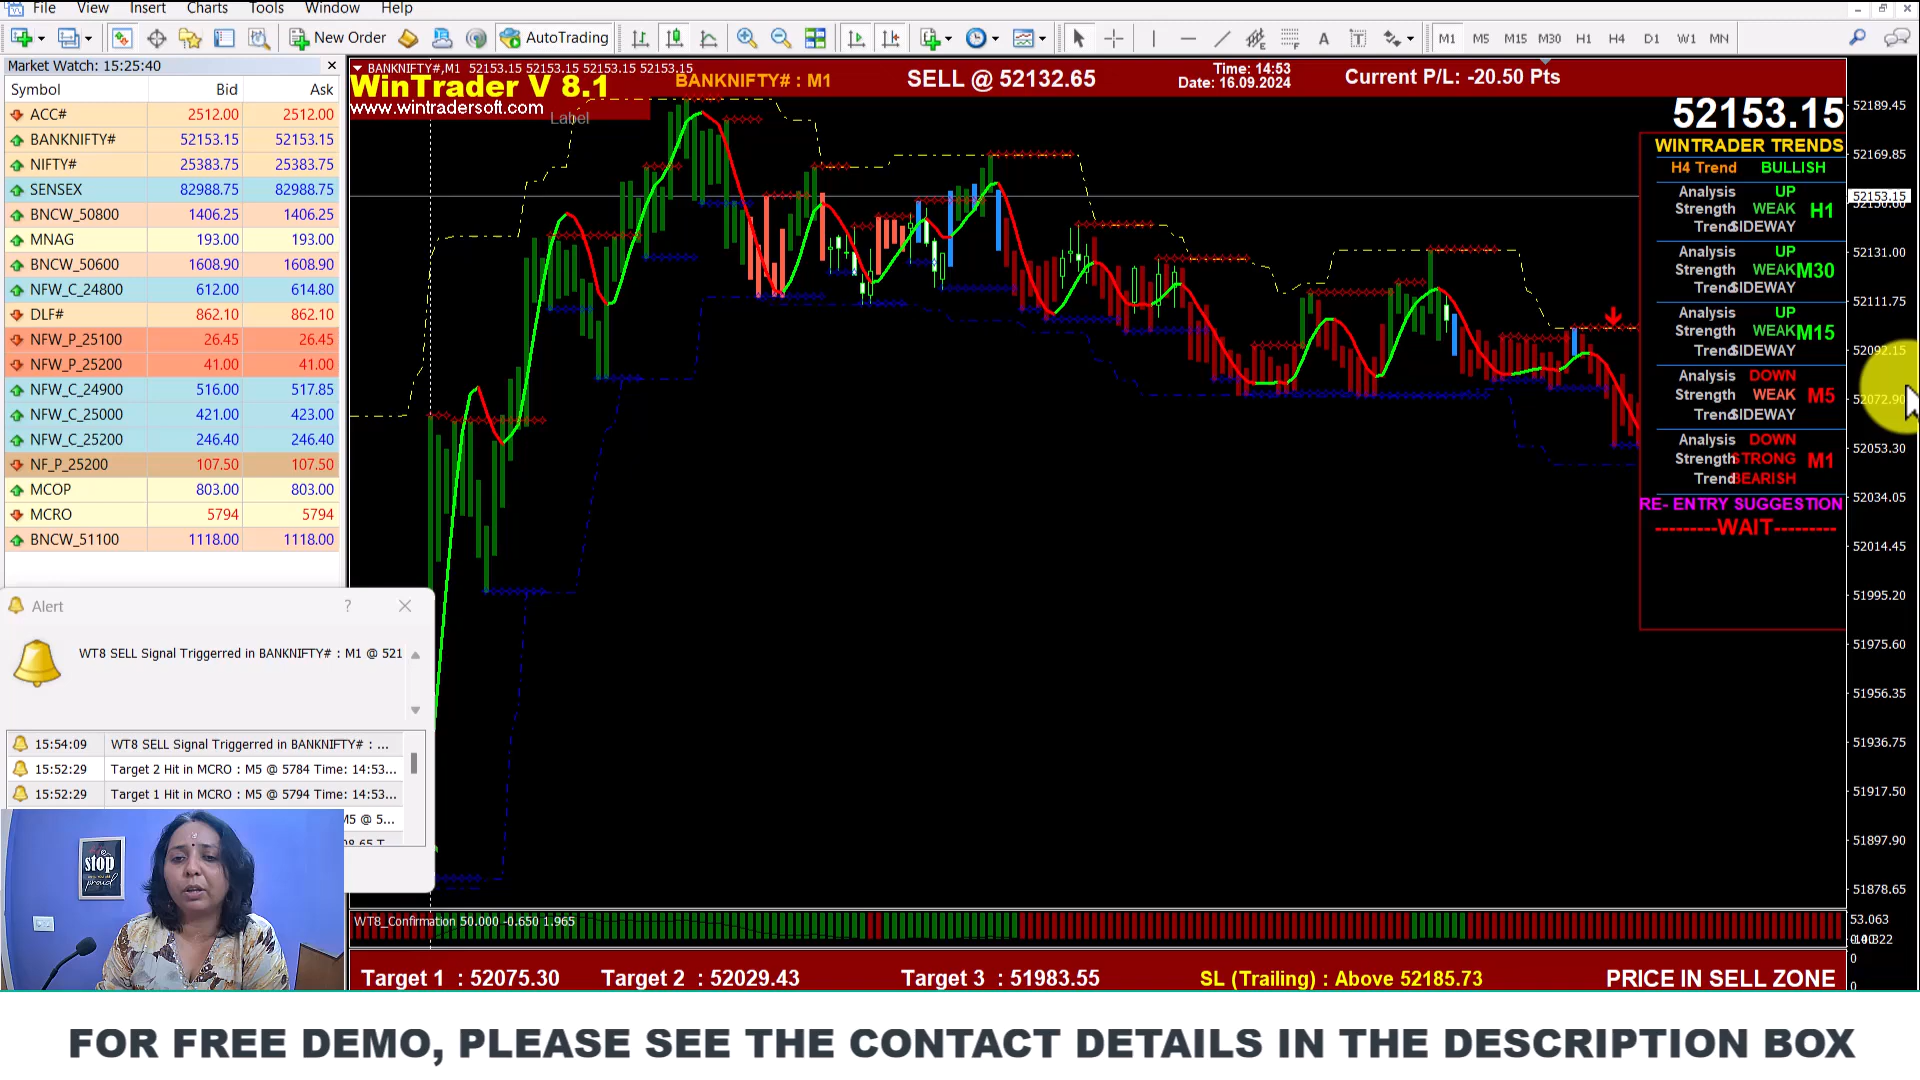 File View Insert Charts Tools Window Help
New Order AutoTrading A T M1 M5 M15 M30 H1 H4 D1 W1 MN
Market Watch: 15:25:40
Symbol Bid Ask
ACC# 2512.00 2512.00
BANKNIFTY# 52153.15 52153.15
NIFTY# 25383.75 25383.75
SENSEX 82988.75 82988.75
BNCW_50800 1406.25 1406.25
MNAG 193.00 193.00
BNCW_50600 1608.90 1608.90
NFW_C_24800 612.00 614.80
DLF# 862.10 862.10
NFW_P_25100 26.45 26.45
NFW_P_25200 41.00 41.00
NFW_C_24900 516.00 517.85
NFW_C_25000 421.00 423.00
NFW_C_25200 246.40 246.40
NF_P_25200 107.50 107.50
MCOP 803.00 803.00
MCRO 5794 5794
BNCW_51100 1118.00 1118.00
BANKNIFTY#,M1 52153.15 52153.15 52153.15 52153.15
WinTrader V 8.1
www.wintradersoft.com
Label
BANKNIFTY# : M1
SELL @ 52132.65
Time: 14:53
Date: 16.09.2024
Current P/L: -20.50 Pts
52153.15
WINTRADER TRENDS
H4 Trend BULLISH
Analysis UP
Strength WEAK H1
Trend SIDEWAY
Analysis UP
Strength WEAK M30
Trend SIDEWAY
Analysis UP
Strength WEAK M15
Trend SIDEWAY
Analysis DOWN
Strength WEAK M5
Trend SIDEWAY
Analysis DOWN
Strength STRONG M1
Trend BEARISH
RE- ENTRY SUGGESTION
---------WAIT---------
52189.45
52169.85
52153.15
52131.00
52111.75
52092.15
52072.90
52053.30
52034.05
52014.45
51995.20
51975.60
51956.35
51936.75
51917.50
51897.90
51878.65
Alert ?
WT8 SELL Signal Triggerred in BANKNIFTY# : M1 @ 521
15:54:09 WT8 SELL Signal Triggerred in BANKNIFTY# : ...
15:52:29 Target 2 Hit in MCRO : M5 @ 5784 Time: 14:53...
15:52:29 Target 1 Hit in MCRO : M5 @ 5794 Time: 14:53...
M5 @ 5...
stop
proud
WT8_Confirmation 50.000 -0.650 1.965
53.063
0
0
Target 1 : 52075.30 Target 2 : 52029.43 Target 3 : 51983.55 SL (Trailing) : Above 52185.73 PRICE IN SELL ZONE
FOR FREE DEMO, PLEASE SEE THE CONTACT DETAILS IN THE DESCRIPTION BOX